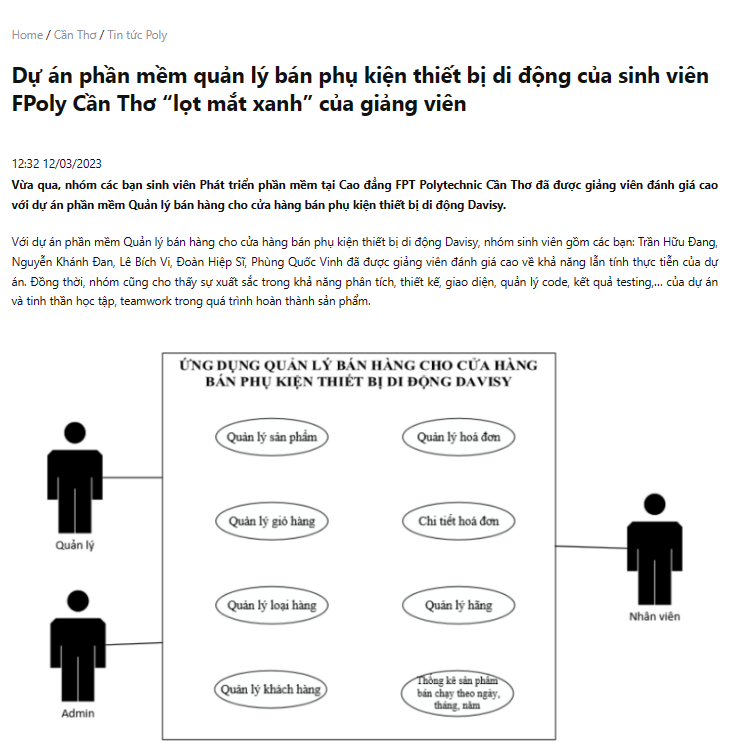 Home / Cần Thơ / Tin tức Poly
Dự án phần mềm quản lý bán phụ kiện thiết bị di động của sinh viên
FPoly Cần Thơ “lọt mắt xanh” của giảng viên
12:32 12/03/2023
Vừa qua, nhóm các bạn sinh viên Phát triển phần mềm tại Cao đẳng FPT Polytechnic Cần Thơ đã được giảng viên đánh giá cao
với dự án phần mềm Quản lý bán hàng cho cửa hàng bán phụ kiện thiết bị di động Davisy.
Với dự án phần mềm Quản lý bán hàng cho cửa hàng bán phụ kiện thiết bị di động Davisy, nhóm sinh viên gồm các bạn: Trần Hữu Đang,
Nguyễn Khánh Đan, Lê Bích Vi, Đoàn Hiệp Sĩ, Phùng Quốc Vinh đã được giảng viên đánh giá cao về khả năng lẫn tính thực tiễn của dự
án. Đồng thời, nhóm cũng cho thấy sự xuất sắc trong khả năng phân tích, thiết kế, giao diện, quản lý code, kết quả testing,... của dự án
và tinh thần học tập, teamwork trong quá trình hoàn thành sản phẩm.
ỨNG DỤNG QUẢN LÝ BÁN HÀNG CHO CỬA HÀNG
BÁN PHỤ KIỆN THIẾT BỊ DI ĐỘNG DAVISY
Quản lý sản phẩm
Quản lý hoá đơn
Quản lý giỏ hàng
Chi tiết hoá đơn
Quản lý
Quản lý loại hàng
Quản lý hãng
Nhân viên
Quản lý khách hàng
Thống kê sản phẩm
bán chạy theo ngày,
tháng, năm
Admin